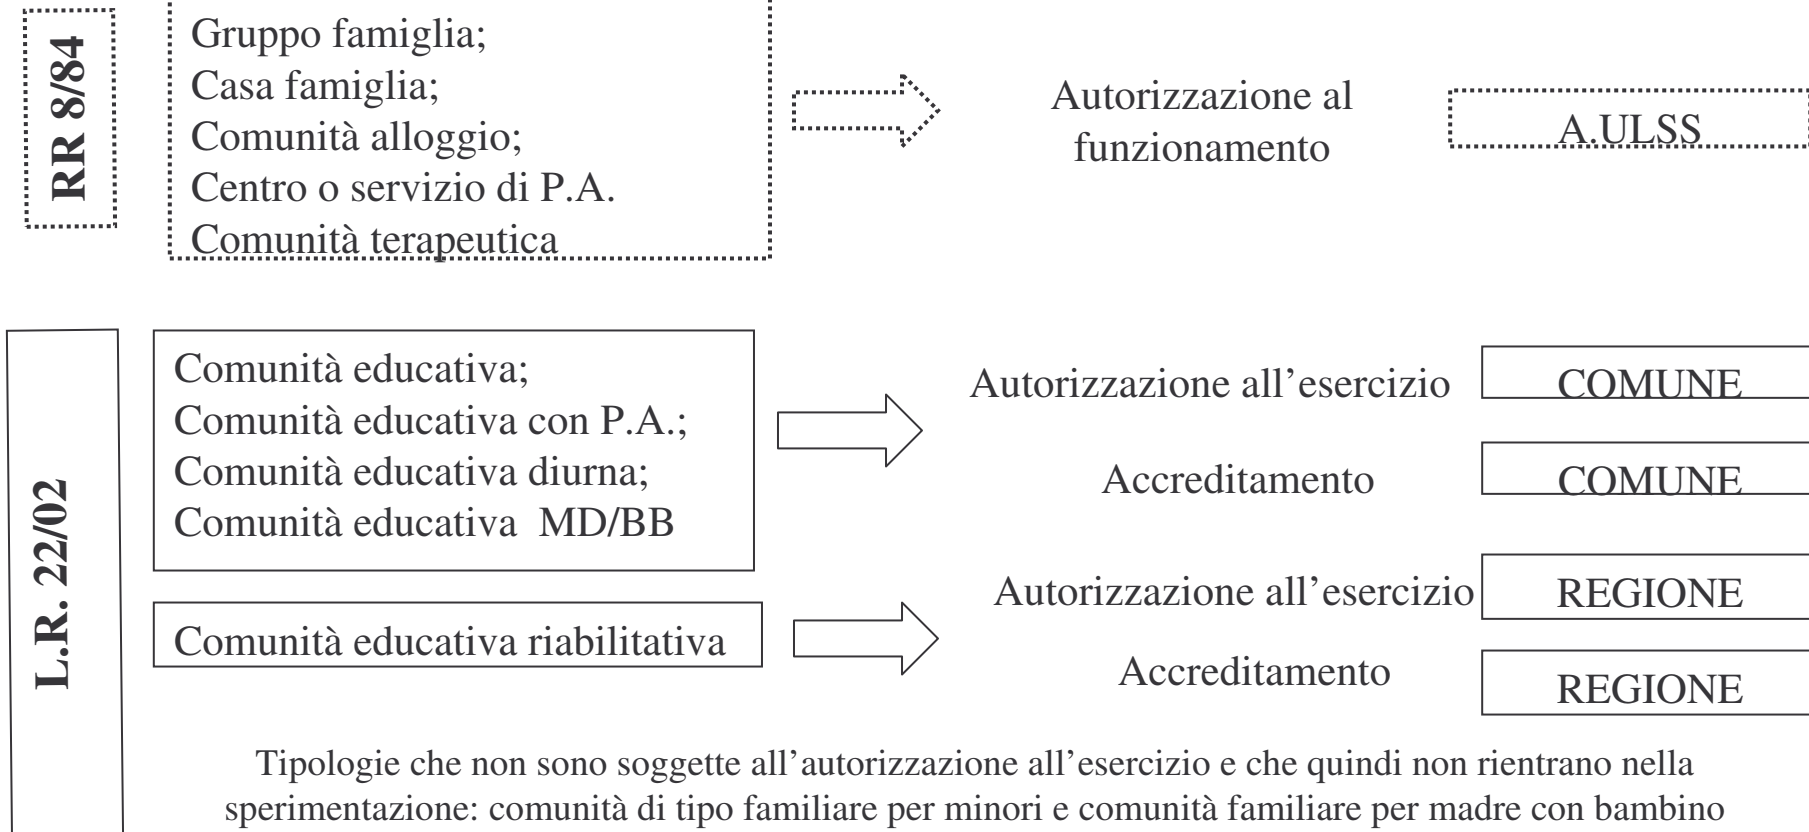 RR 8/84
Gruppo famiglia;
Casa famiglia;
Comunità alloggio;
Centro o servizio di P.A.
Comunità terapeutica
Autorizzazione al
funzionamento
A.ULSS
L.R. 22/02
Comunità educativa;
Comunità educativa con P.A.;
Comunità educativa diurna;
Comunità educativa MD/BB
Autorizzazione all’esercizio
COMUNE
Accreditamento
COMUNE
Comunità educativa riabilitativa
Autorizzazione all’esercizio
REGIONE
Accreditamento
REGIONE
Tipologie che non sono soggette all’autorizzazione all’esercizio e che quindi non rientrano nella
sperimentazione: comunità di tipo familiare per minori e comunità familiare per madre con bambino